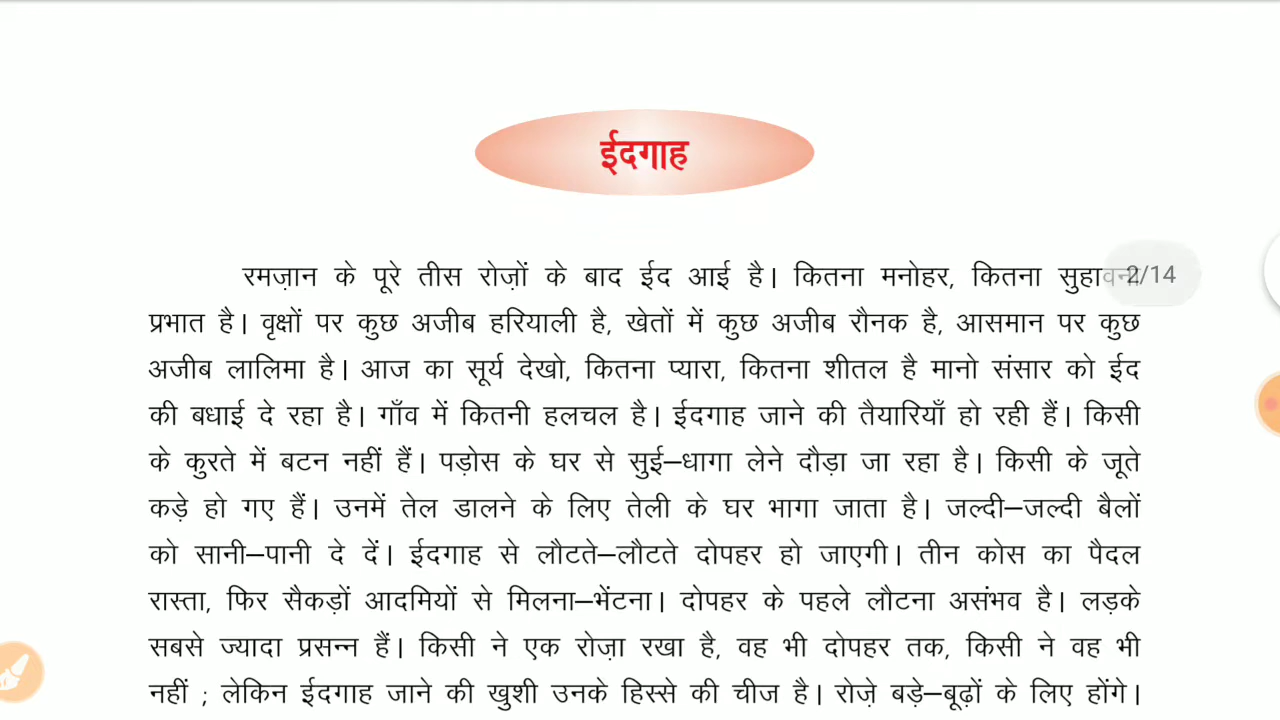 ईदगाह
रमज़ान के पूरे तीस रोज़ों के बाद ईद आई है। कितना मनोहर, कितना सुहावना
2/14
प्रभात है। वृक्षों पर कुछ अजीब हरियाली है, खेतों में कुछ अजीब रौनक है, आसमान पर कुछ
अजीब लालिमा है। आज का सूर्य देखो, कितना प्यारा, कितना शीतल है मानो संसार को ईद
की बधाई दे रहा है। गाँव में कितनी हलचल है। ईदगाह जाने की तैयारियाँ हो रही हैं। किसी
के कुरते में बटन नहीं हैं। पड़ोस के घर से सुई–धागा लेने दौड़ा जा रहा है। किसी के जूते
कड़े हो गए हैं। उनमें तेल डालने के लिए तेली के घर भागा जाता है। जल्दी–जल्दी बैलों
को सानी–पानी दे दें। ईदगाह से लौटते–लौटते दोपहर हो जाएगी। तीन कोस का पैदल
रास्ता, फिर सैकड़ों आदमियों से मिलना–भेंटना। दोपहर के पहले लौटना असंभव है। लड़के
सबसे ज्यादा प्रसन्न हैं। किसी ने एक रोज़ा रखा है, वह भी दोपहर तक, किसी ने वह भी
नहीं ; लेकिन ईदगाह जाने की खुशी उनके हिस्से की चीज है। रोज़े बड़े–बूढ़ों के लिए होंगे।